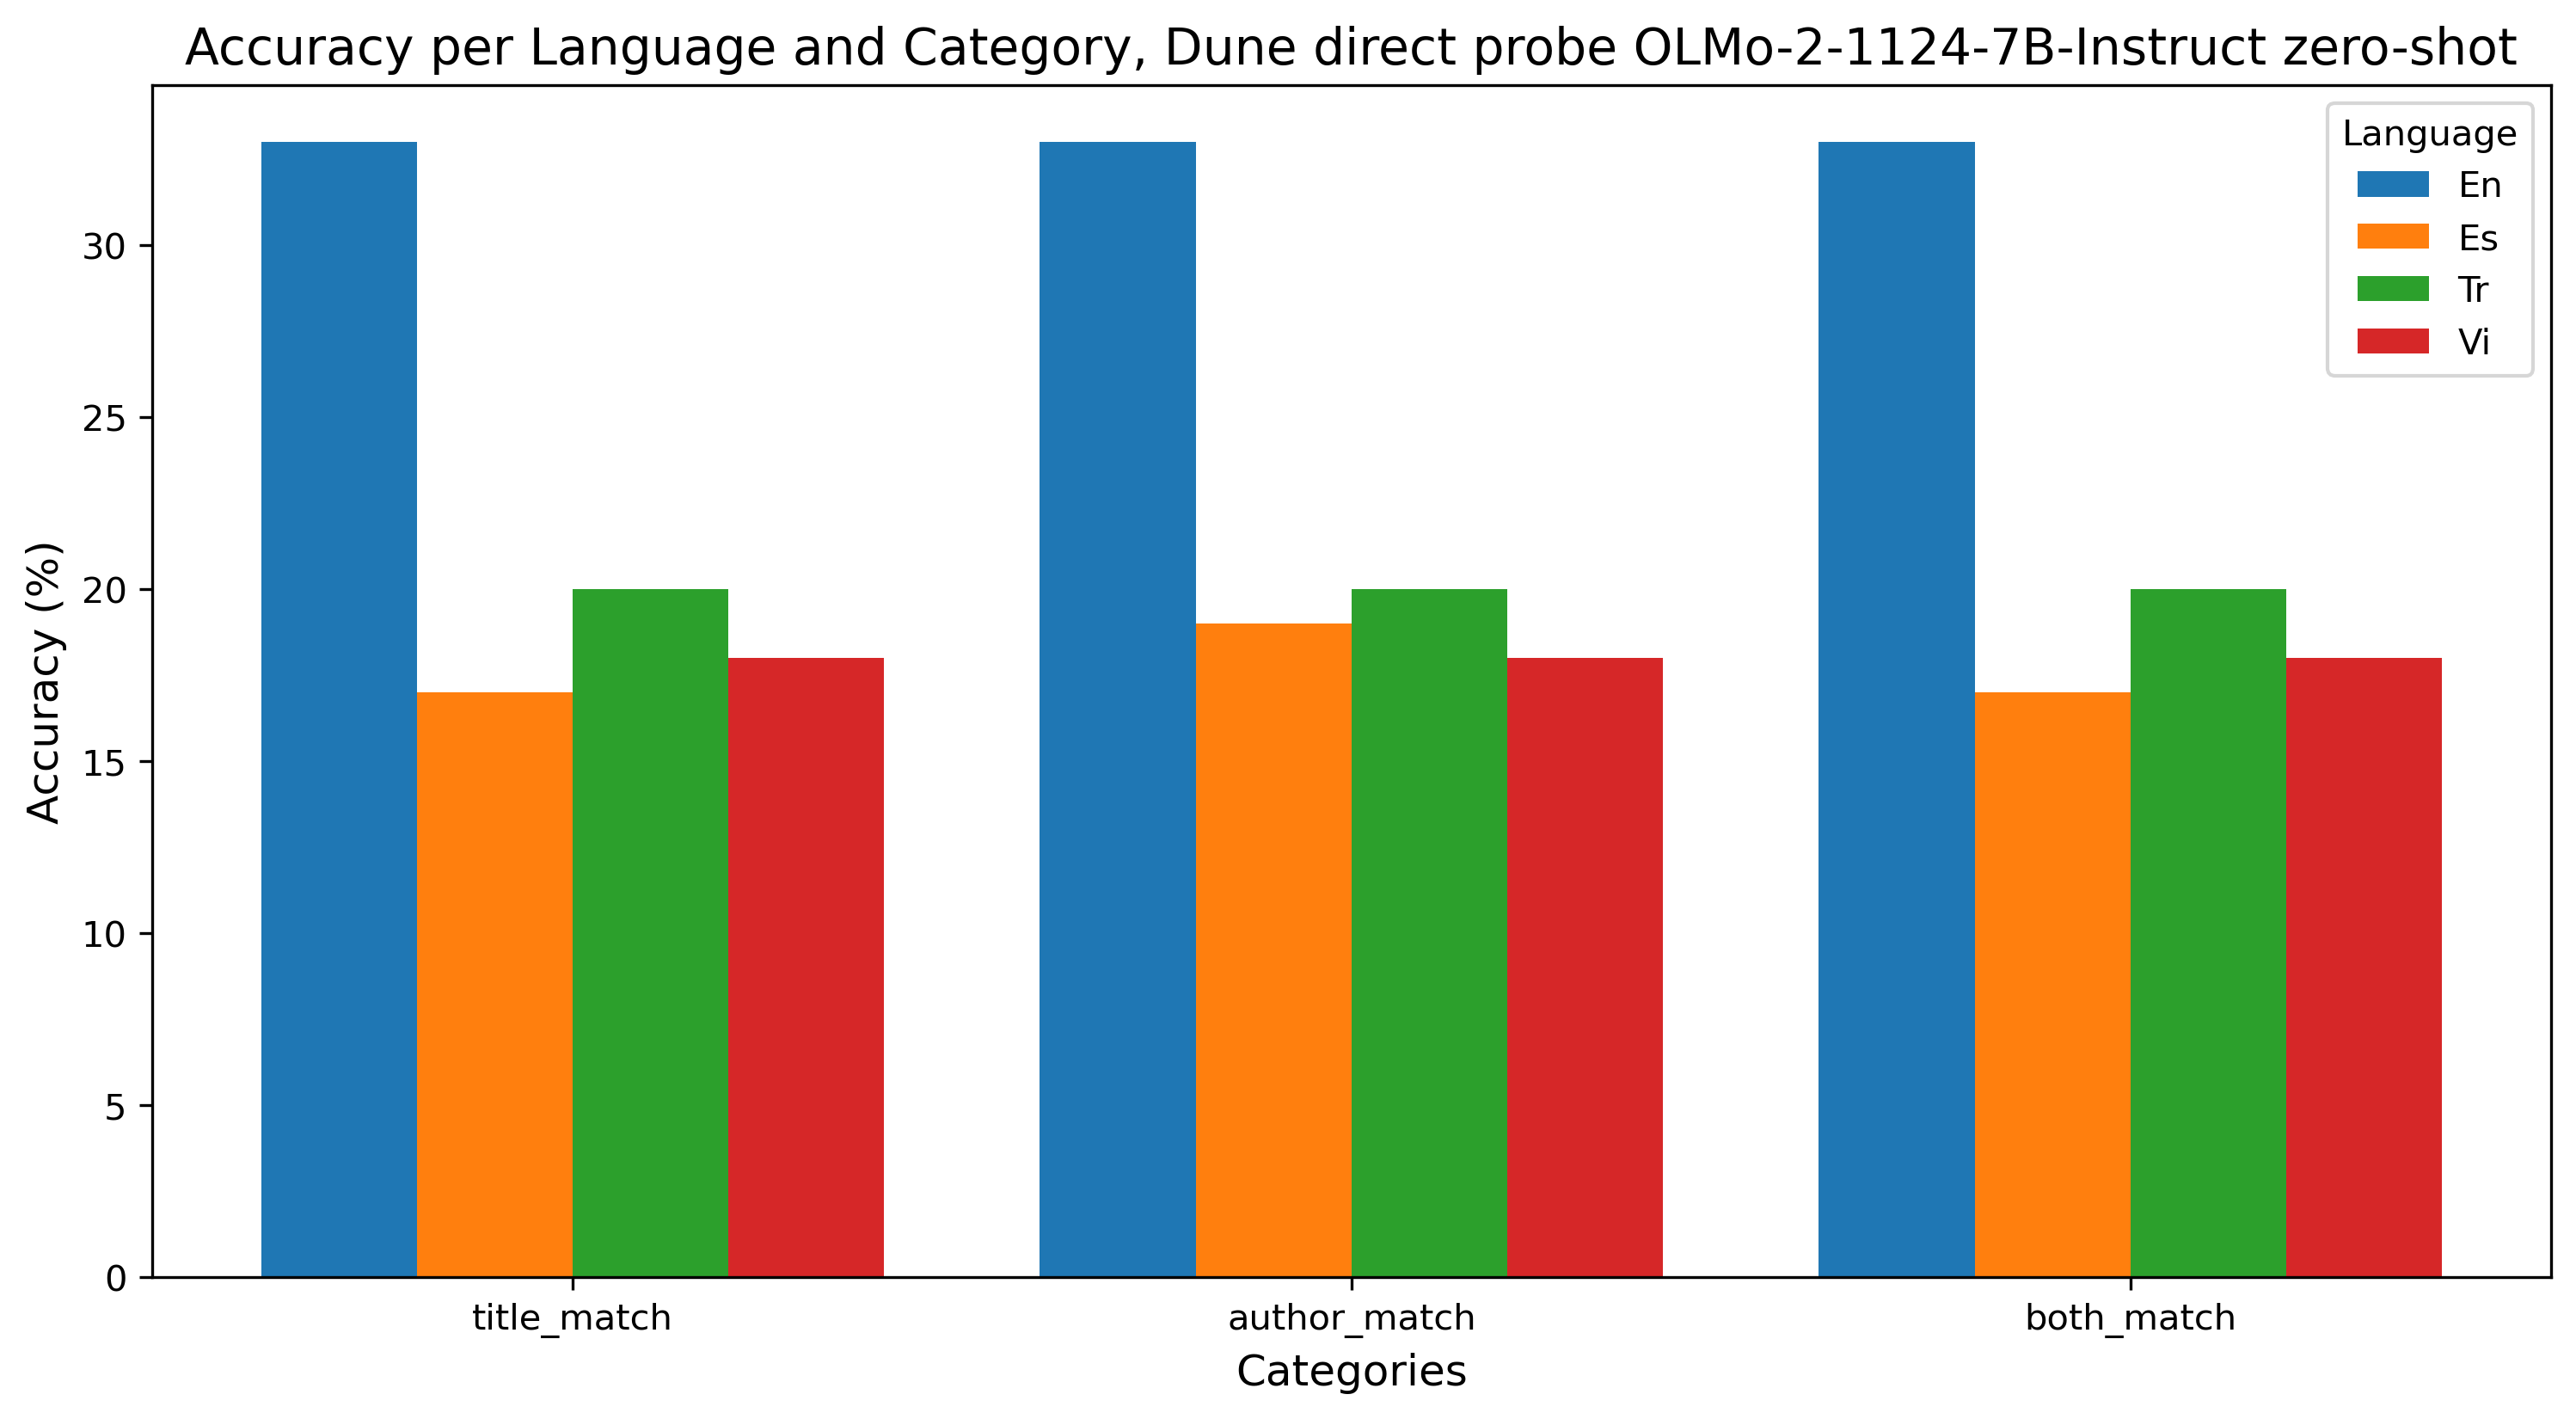 Accuracy per Language and Category, Dune direct probe OLMo-2-1124-7B-Instruct zero-shot
Language
En
Es
Tr
Vi
Accuracy (%)
30
25
20
15
10
5
0
title_match
author_match
both_match
Categories